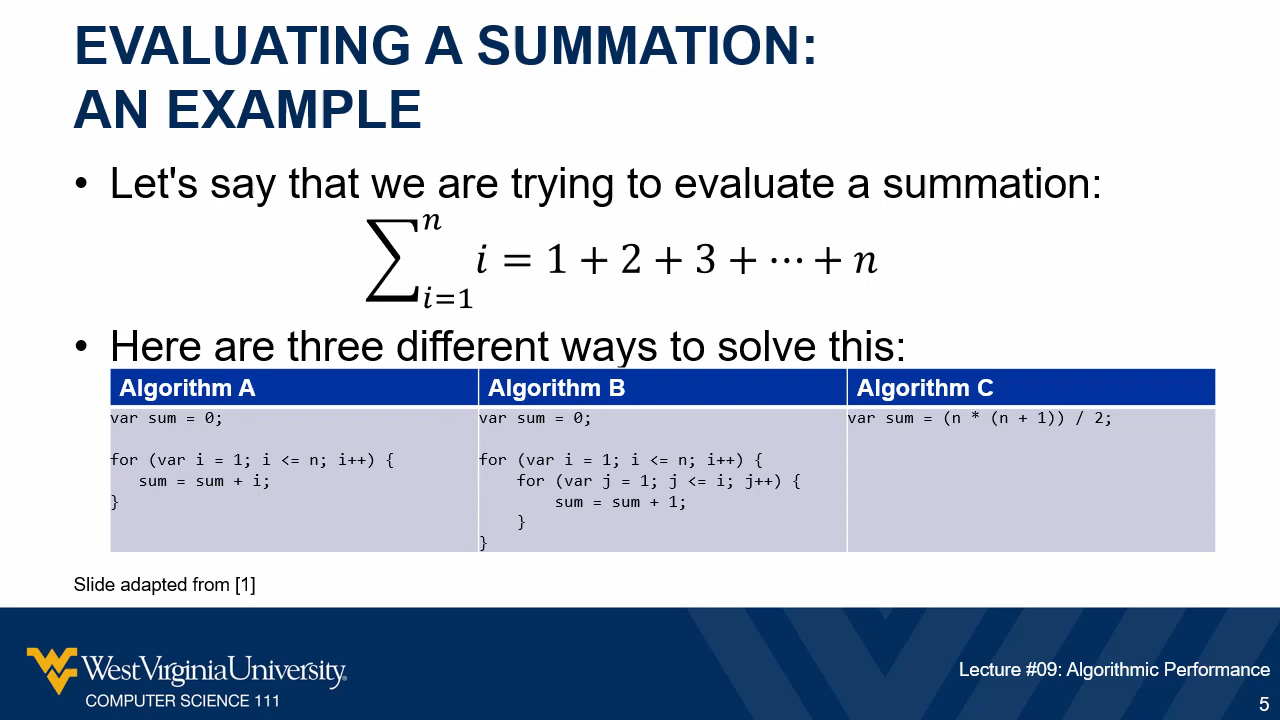 EVALUATING A SUMMATION:
AN EXAMPLE
• Let's say that we are trying to evaluate a summation:
∑ⁿᵢ₌₁ i = 1 + 2 + 3 + ⋯ + n
• Here are three different ways to solve this:
Algorithm A
var sum = 0;
for (var i = 1; i <= n; i++) {
sum = sum + i;
}
Algorithm B
var sum = 0;
for (var i = 1; i <= n; i++) {
for (var j = 1; j <= i; j++) {
sum = sum + 1;
}
}
Algorithm C
var sum = (n * (n + 1)) / 2;
Slide adapted from [1]
WestVirginiaUniversity®
COMPUTER SCIENCE 111
Lecture #09: Algorithmic Performance
5